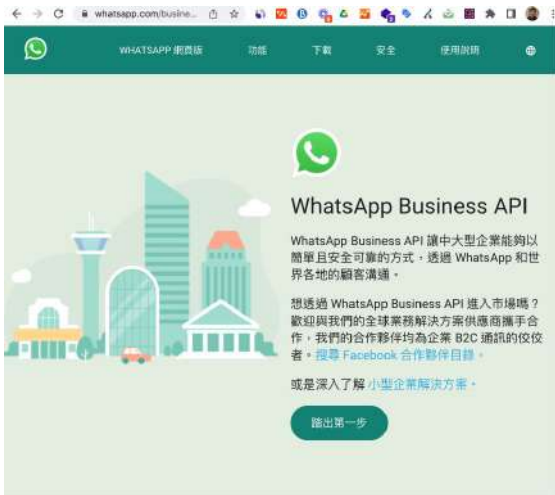 whatsapp.com/busine...
WHATSAPP 網頁版
功能
下載
安全
使用說明
WhatsApp Business API
WhatsApp Business API 讓中大型企業能夠以
簡單且安全可靠的方式，透過 WhatsApp 和世
界各地的顧客溝通。
想透過 WhatsApp Business API 進入市場嗎？
歡迎與我們的全球業務解決方案供應商攜手合
作，我們的合作夥伴均為企業 B2C 通訊的佼佼
者。搜尋 Facebook 合作夥伴目錄。
或是深入了解 小型企業解決方案。
踏出第一步